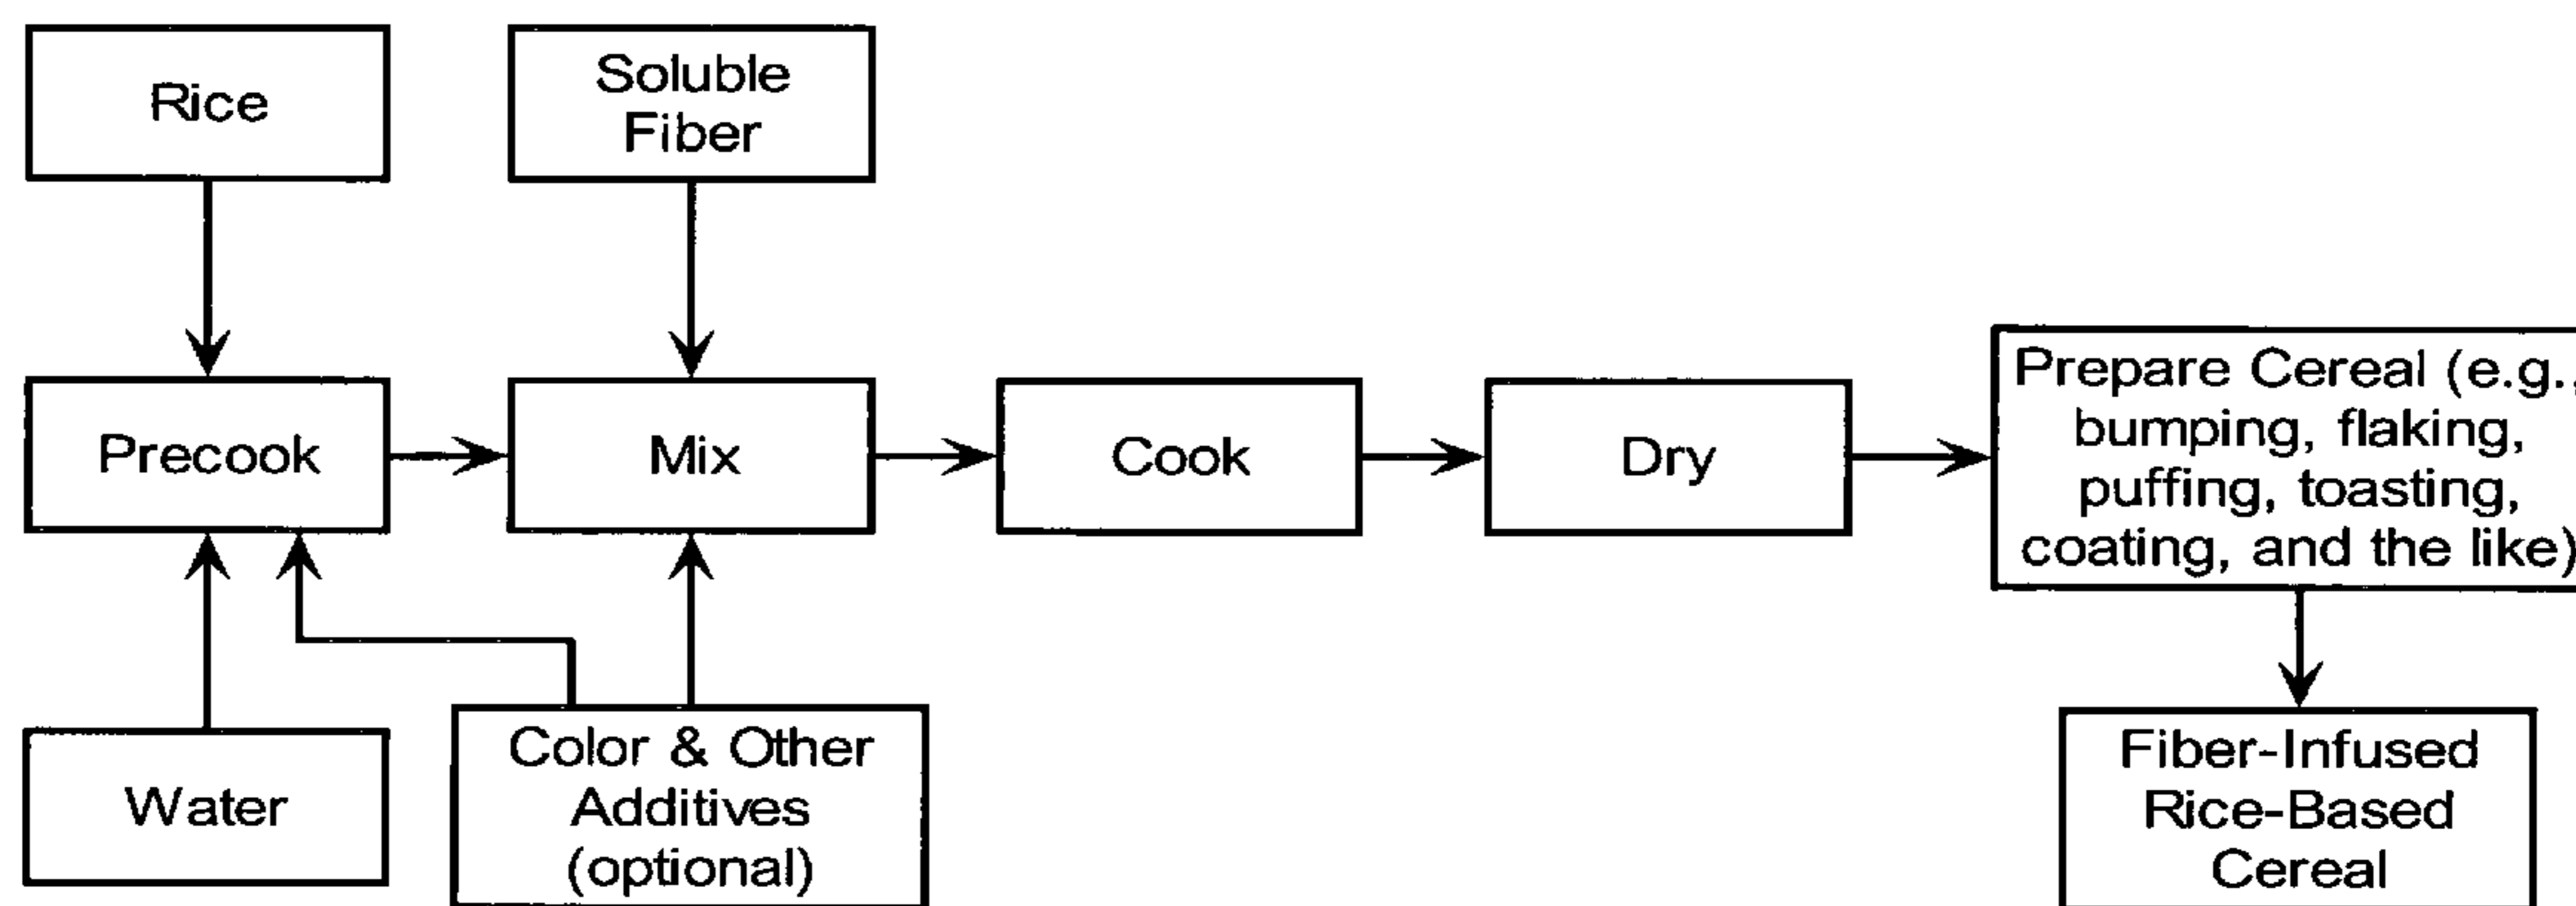 Rice
Soluble
Fiber
Precook
Mix
Cook
Dry
Prepare Cereal (e.g.,
bumping, flaking,
puffing, toasting,
coating, and the like)
Water
Color & Other
Additives
(optional)
Fiber-Infused
Rice-Based
Cereal